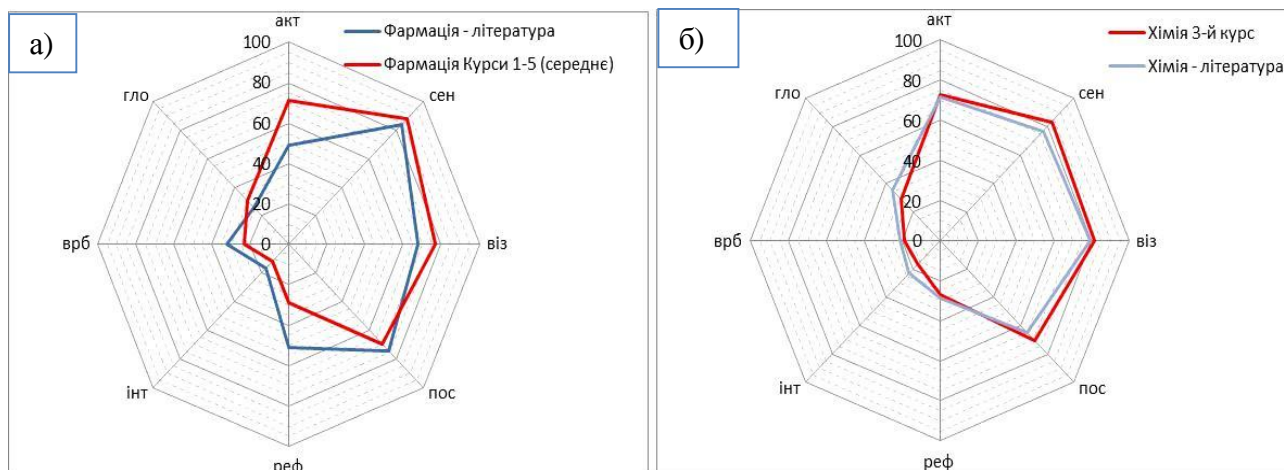 а)
акт
100
80
60
40
20
0
Фармація - література
Фармація Курси 1-5 (середнє)
гло
сен
врб
віз
інт
пос
реф
б)
акт
100
80
60
40
20
0
Хімія 3-й курс
Хімія - література
гло
сен
врб
віз
інт
пос
реф